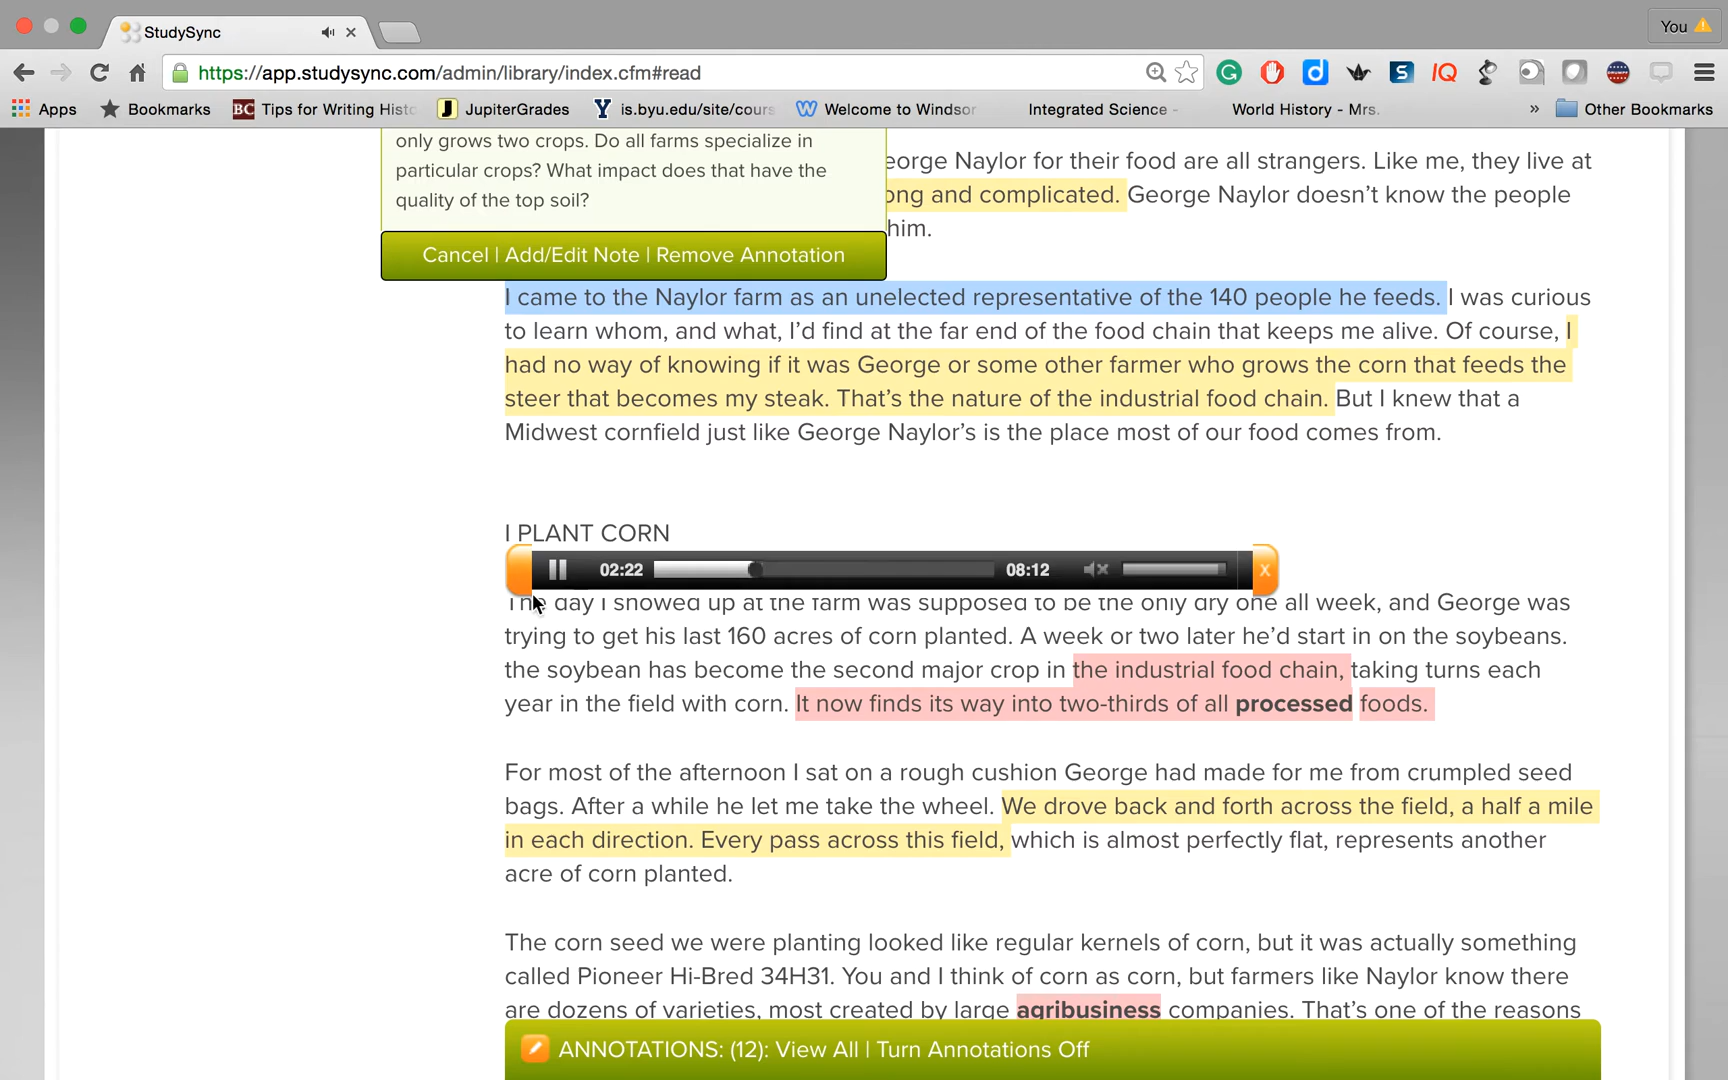 StudySync
You
https://app.studysync.com/admin/library/index.cfm#read
Apps
Bookmarks
BC Tips for Writing Histo
JupiterGrades
is.byu.edu/site/cours
Welcome to Windsor
Integrated Science -
World History - Mrs.
» Other Bookmarks
only grows two crops. Do all farms specialize in
particular crops? What impact does that have the
quality of the top soil?
Cancel | Add/Edit Note | Remove Annotation
eorge Naylor for their food are all strangers. Like me, they live at
ong and complicated. George Naylor doesn't know the people
him.
I came to the Naylor farm as an unelected representative of the 140 people he feeds. I was curious
to learn whom, and what, I'd find at the far end of the food chain that keeps me alive. Of course, I
had no way of knowing if it was George or some other farmer who grows the corn that feeds the
steer that becomes my steak. That's the nature of the industrial food chain. But I knew that a
Midwest cornfield just like George Naylor's is the place most of our food comes from.
I PLANT CORN
02:22
08:12
X
The day I showed up at the farm was supposed to be the only dry one all week, and George was
trying to get his last 160 acres of corn planted. A week or two later he'd start in on the soybeans.
the soybean has become the second major crop in the industrial food chain, taking turns each
year in the field with corn. It now finds its way into two-thirds of all processed foods.
For most of the afternoon I sat on a rough cushion George had made for me from crumpled seed
bags. After a while he let me take the wheel. We drove back and forth across the field, a half a mile
in each direction. Every pass across this field, which is almost perfectly flat, represents another
acre of corn planted.
The corn seed we were planting looked like regular kernels of corn, but it was actually something
called Pioneer Hi-Bred 34H31. You and I think of corn as corn, but farmers like Naylor know there
are dozens of varieties, most created by large agribusiness companies. That's one of the reasons
ANNOTATIONS: (12): View All | Turn Annotations Off